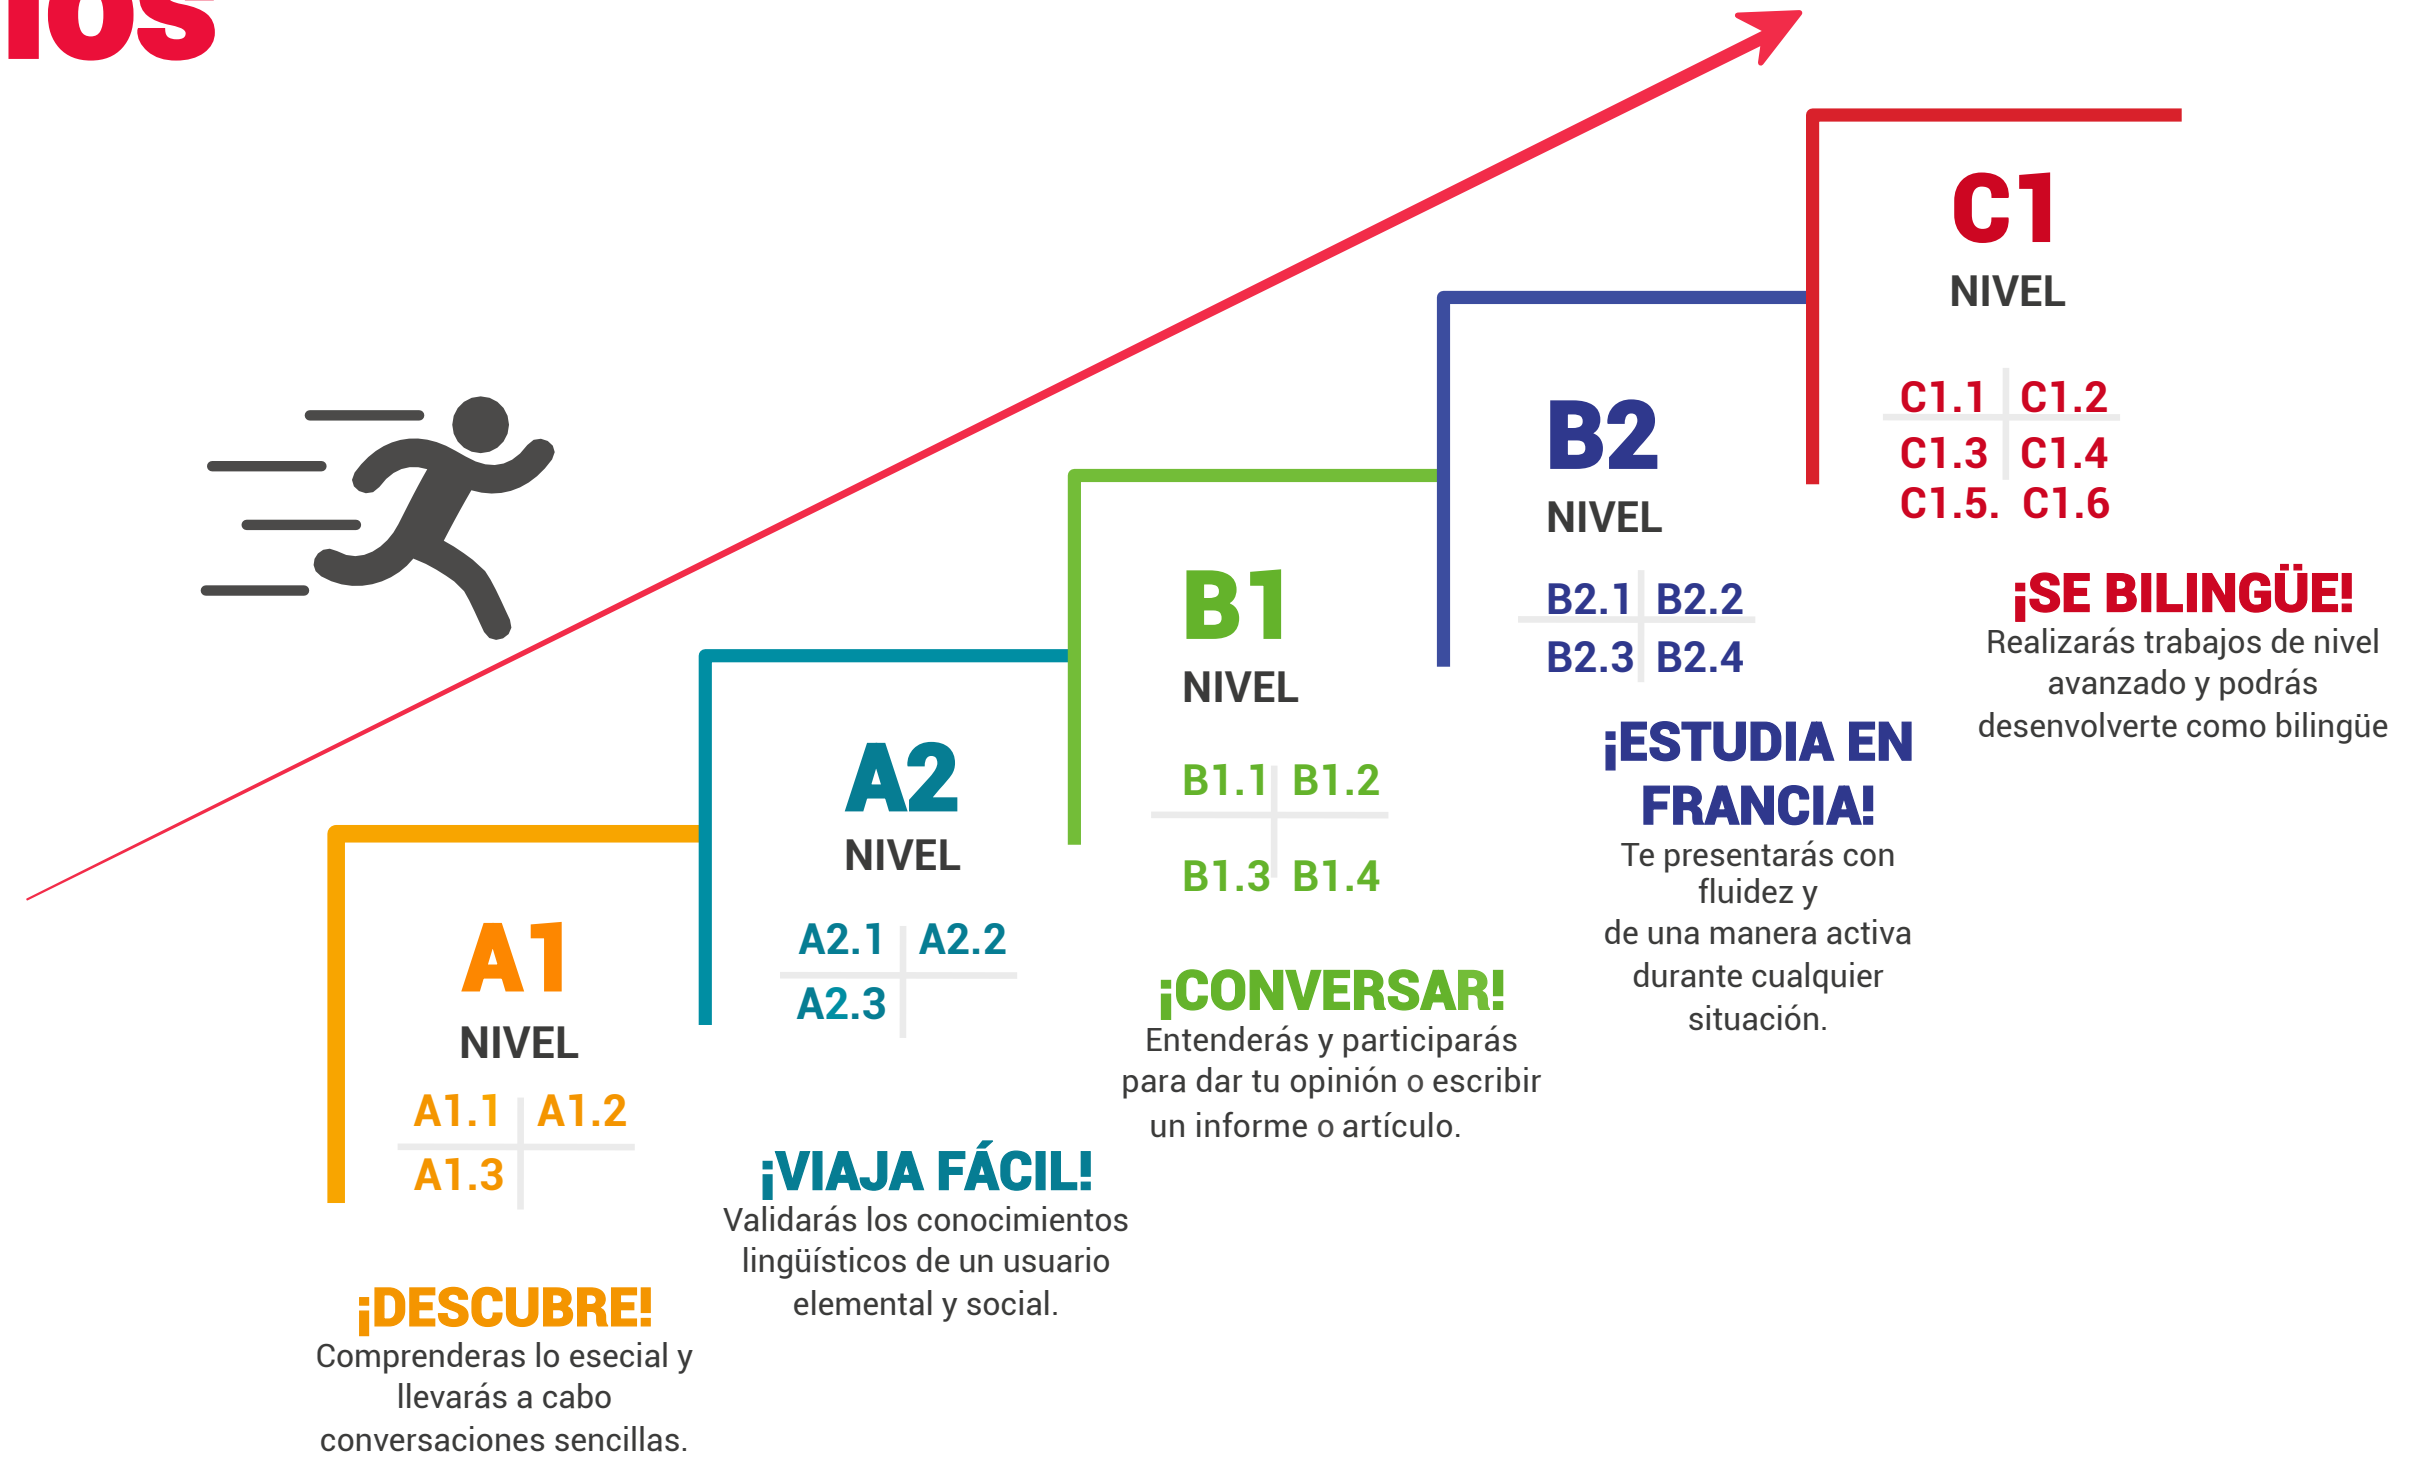 A1
NIVEL
A1.1 A1.2
A1.3
¡DESCUBRE!
Comprenderas lo esecial y
llevarás a cabo
conversaciones sencillas.
A2
NIVEL
A2.1 A2.2
A2.3
¡VIAJA FÁCIL!
Validarás los conocimientos
lingüísticos de un usuario
elemental y social.
B1
NIVEL
B1.1 B1.2
B1.3 B1.4
¡CONVERSAR!
Entenderás y participarás
para dar tu opinión o escribir
un informe o artículo.
B2
NIVEL
B2.1 B2.2
B2.3 B2.4
¡ESTUDIA EN
FRANCIA!
Te presentarás con
fluidez y
de una manera activa
durante cualquier
situación.
C1
NIVEL
C1.1 C1.2
C1.3 C1.4
C1.5. C1.6
¡SE BILINGÜE!
Realizarás trabajos de nivel
avanzado y podrás
desenvolverte como bilingüe